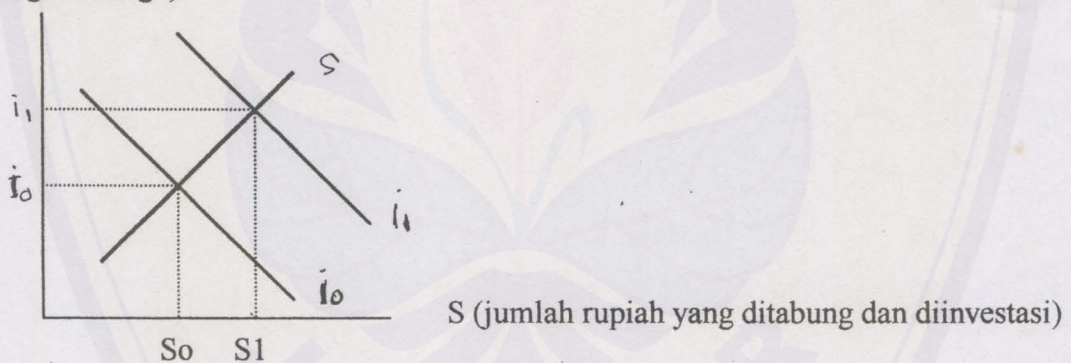 S
i₁
i₀
i₁
i₀
S (jumlah rupiah yang ditabung dan diinvestasi)
So S1